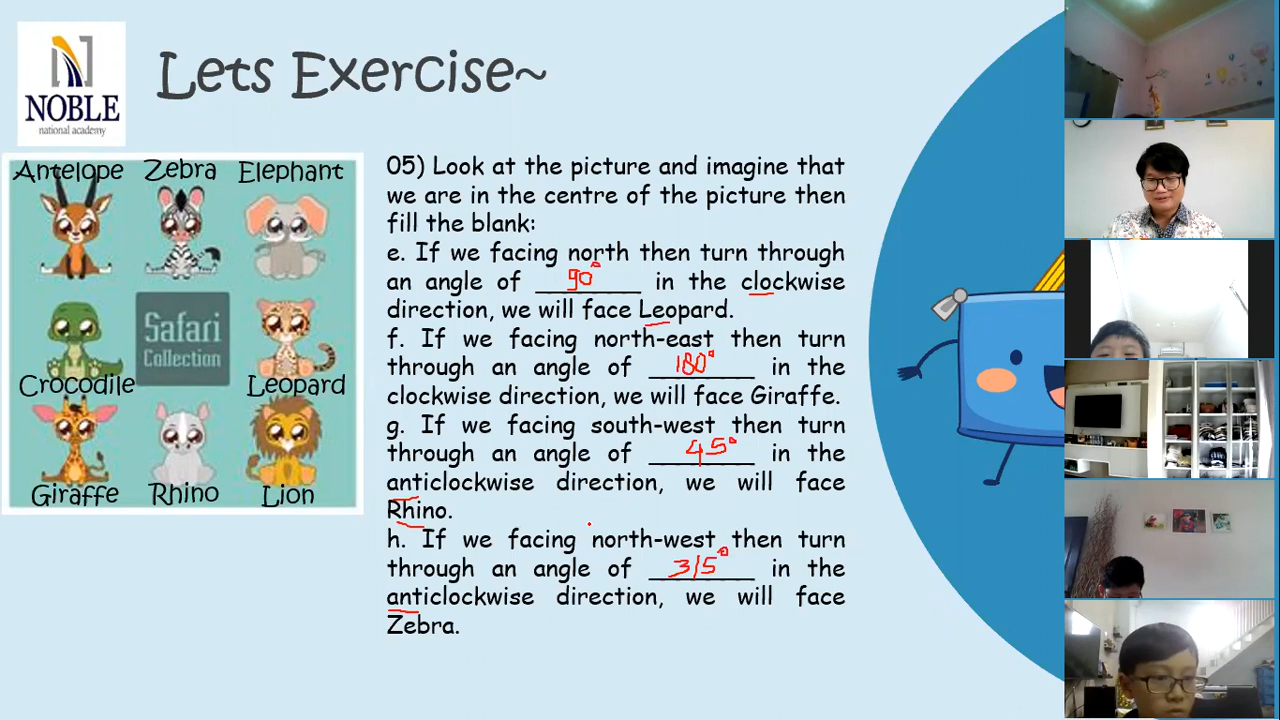 NOBLE
national academy
Lets Exercise~
Antelope Zebra Elephant
Safari
Collection
Crocodile Leopard
Giraffe Rhino Lion
05) Look at the picture and imagine that
we are in the centre of the picture then
fill the blank:
e. If we facing north then turn through
an angle of 90° in the clockwise
direction, we will face Leopard.
f. If we facing north-east then turn
through an angle of 180° in the
clockwise direction, we will face Giraffe.
g. If we facing south-west then turn
through an angle of 45° in the
anticlockwise direction, we will face
Rhino.
h. If we facing north-west then turn
through an angle of 315° in the
anticlockwise direction, we will face
Zebra.